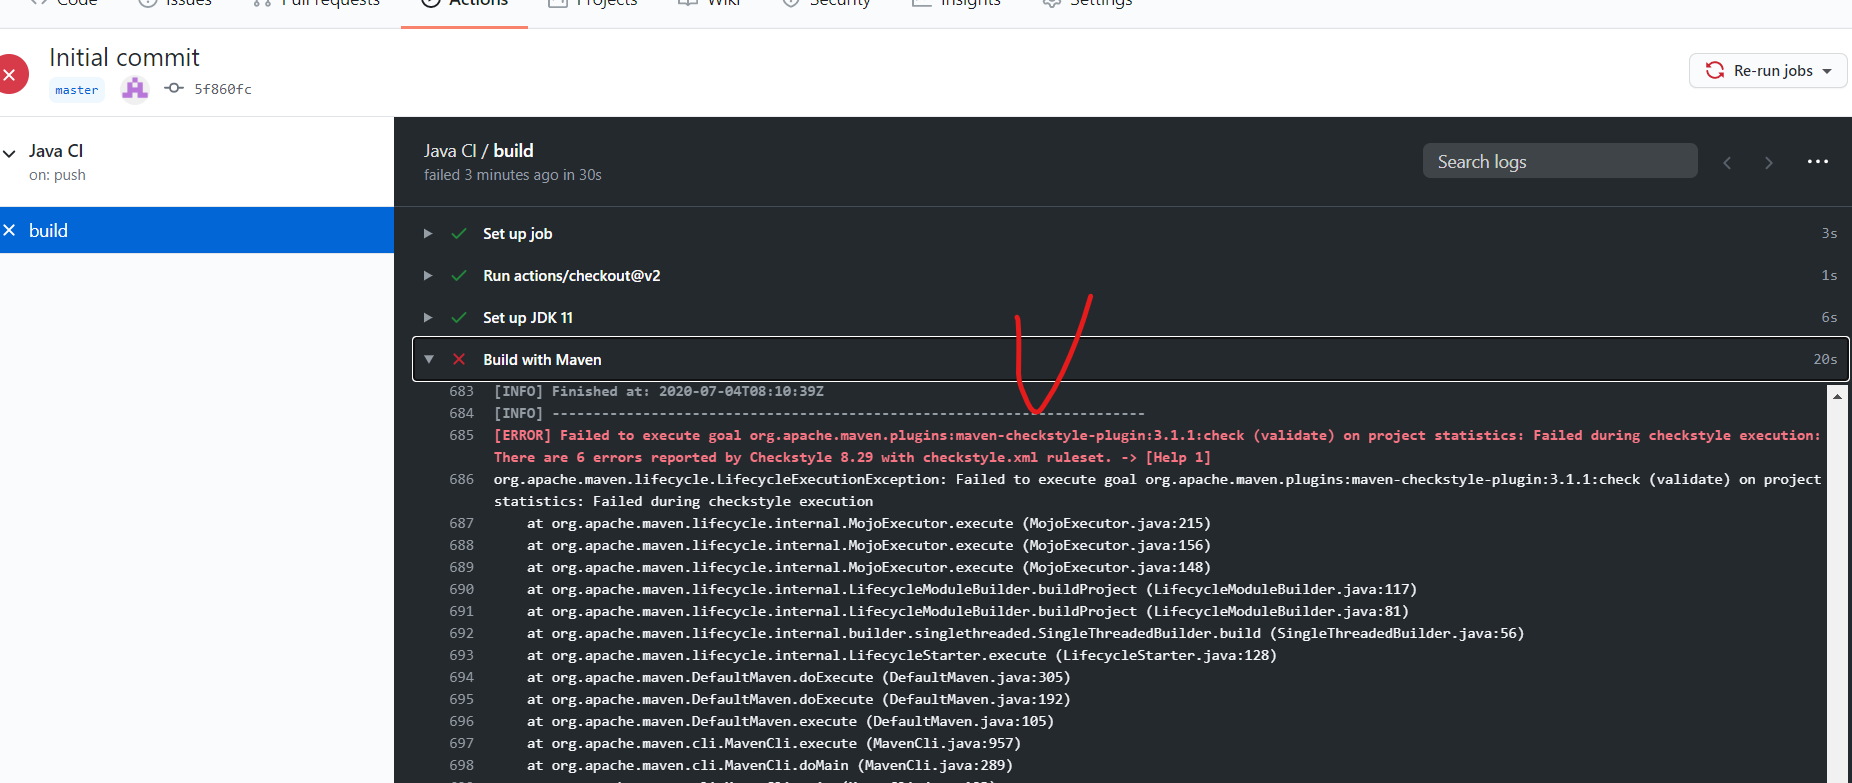 Code Issues Pull requests Actions Projects Wiki Security Insights Settings
Initial commit
master 5f860fc
Re-run jobs
Java CI
on: push
build
Java CI / build
failed 3 minutes ago in 30s
Search logs
Set up job 3s
Run actions/checkout@v2 1s
Set up JDK 11 6s
Build with Maven 20s
683 [INFO] Finished at: 2020-07-04T08:10:39Z
684 [INFO] ------------------------------------------------------------------------
685 [ERROR] Failed to execute goal org.apache.maven.plugins:maven-checkstyle-plugin:3.1.1:check (validate) on project statistics: Failed during checkstyle execution:
There are 6 errors reported by Checkstyle 8.29 with checkstyle.xml ruleset. -> [Help 1]
686 org.apache.maven.lifecycle.LifecycleExecutionException: Failed to execute goal org.apache.maven.plugins:maven-checkstyle-plugin:3.1.1:check (validate) on project
statistics: Failed during checkstyle execution
687 at org.apache.maven.lifecycle.internal.MojoExecutor.execute (MojoExecutor.java:215)
688 at org.apache.maven.lifecycle.internal.MojoExecutor.execute (MojoExecutor.java:156)
689 at org.apache.maven.lifecycle.internal.MojoExecutor.execute (MojoExecutor.java:148)
690 at org.apache.maven.lifecycle.internal.LifecycleModuleBuilder.buildProject (LifecycleModuleBuilder.java:117)
691 at org.apache.maven.lifecycle.internal.LifecycleModuleBuilder.buildProject (LifecycleModuleBuilder.java:81)
692 at org.apache.maven.lifecycle.internal.builder.singlethreaded.SingleThreadedBuilder.build (SingleThreadedBuilder.java:56)
693 at org.apache.maven.lifecycle.internal.LifecycleStarter.execute (LifecycleStarter.java:128)
694 at org.apache.maven.DefaultMaven.doExecute (DefaultMaven.java:305)
695 at org.apache.maven.DefaultMaven.doExecute (DefaultMaven.java:192)
696 at org.apache.maven.DefaultMaven.execute (DefaultMaven.java:105)
697 at org.apache.maven.cli.MavenCli.execute (MavenCli.java:957)
698 at org.apache.maven.cli.MavenCli.doMain (MavenCli.java:289)